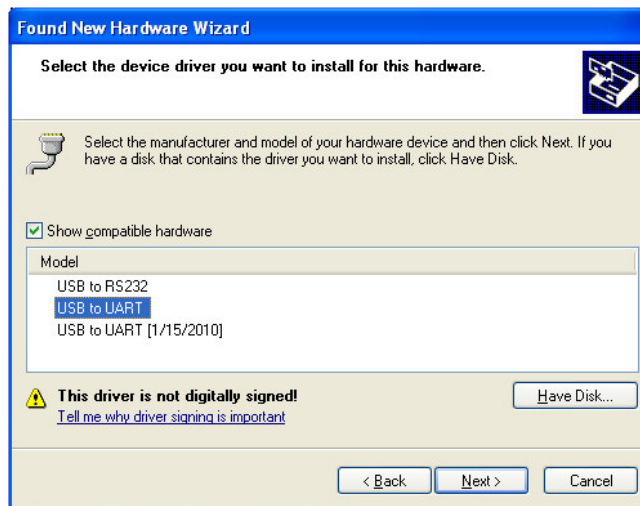 Found New Hardware Wizard
Select the device driver you want to install for this hardware.
Select the manufacturer and model of your hardware device and then click Next. If you
have a disk that contains the driver you want to install, click Have Disk.
Show compatible hardware
Model
USB to RS232
USB to UART
USB to UART [1/15/2010]
This driver is not digitally signed!
Have Disk...
Tell me why driver signing is important
< Back
Next >
Cancel